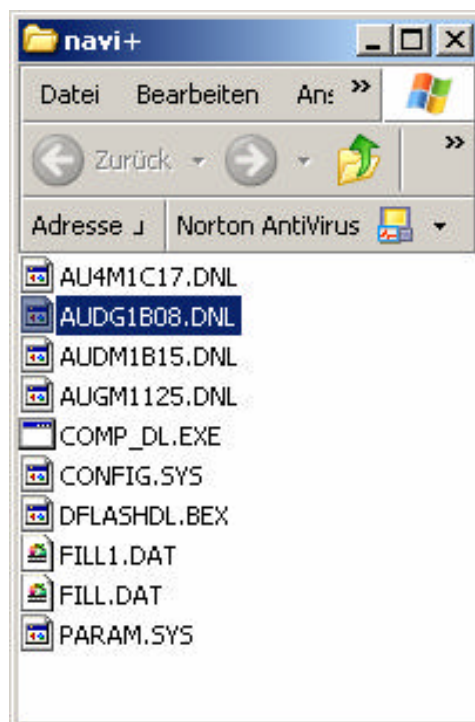 navi+
Datei Bearbeiten Ans »
Zurück »
Adresse Norton AntiVirus
AU4M1C17.DNL
AUDG1B08.DNL
AUDM1B15.DNL
AUGM1125.DNL
COMP_DL.EXE
CONFIG.SYS
DFLASHDL.BEX
FILL1.DAT
FILL.DAT
PARAM.SYS